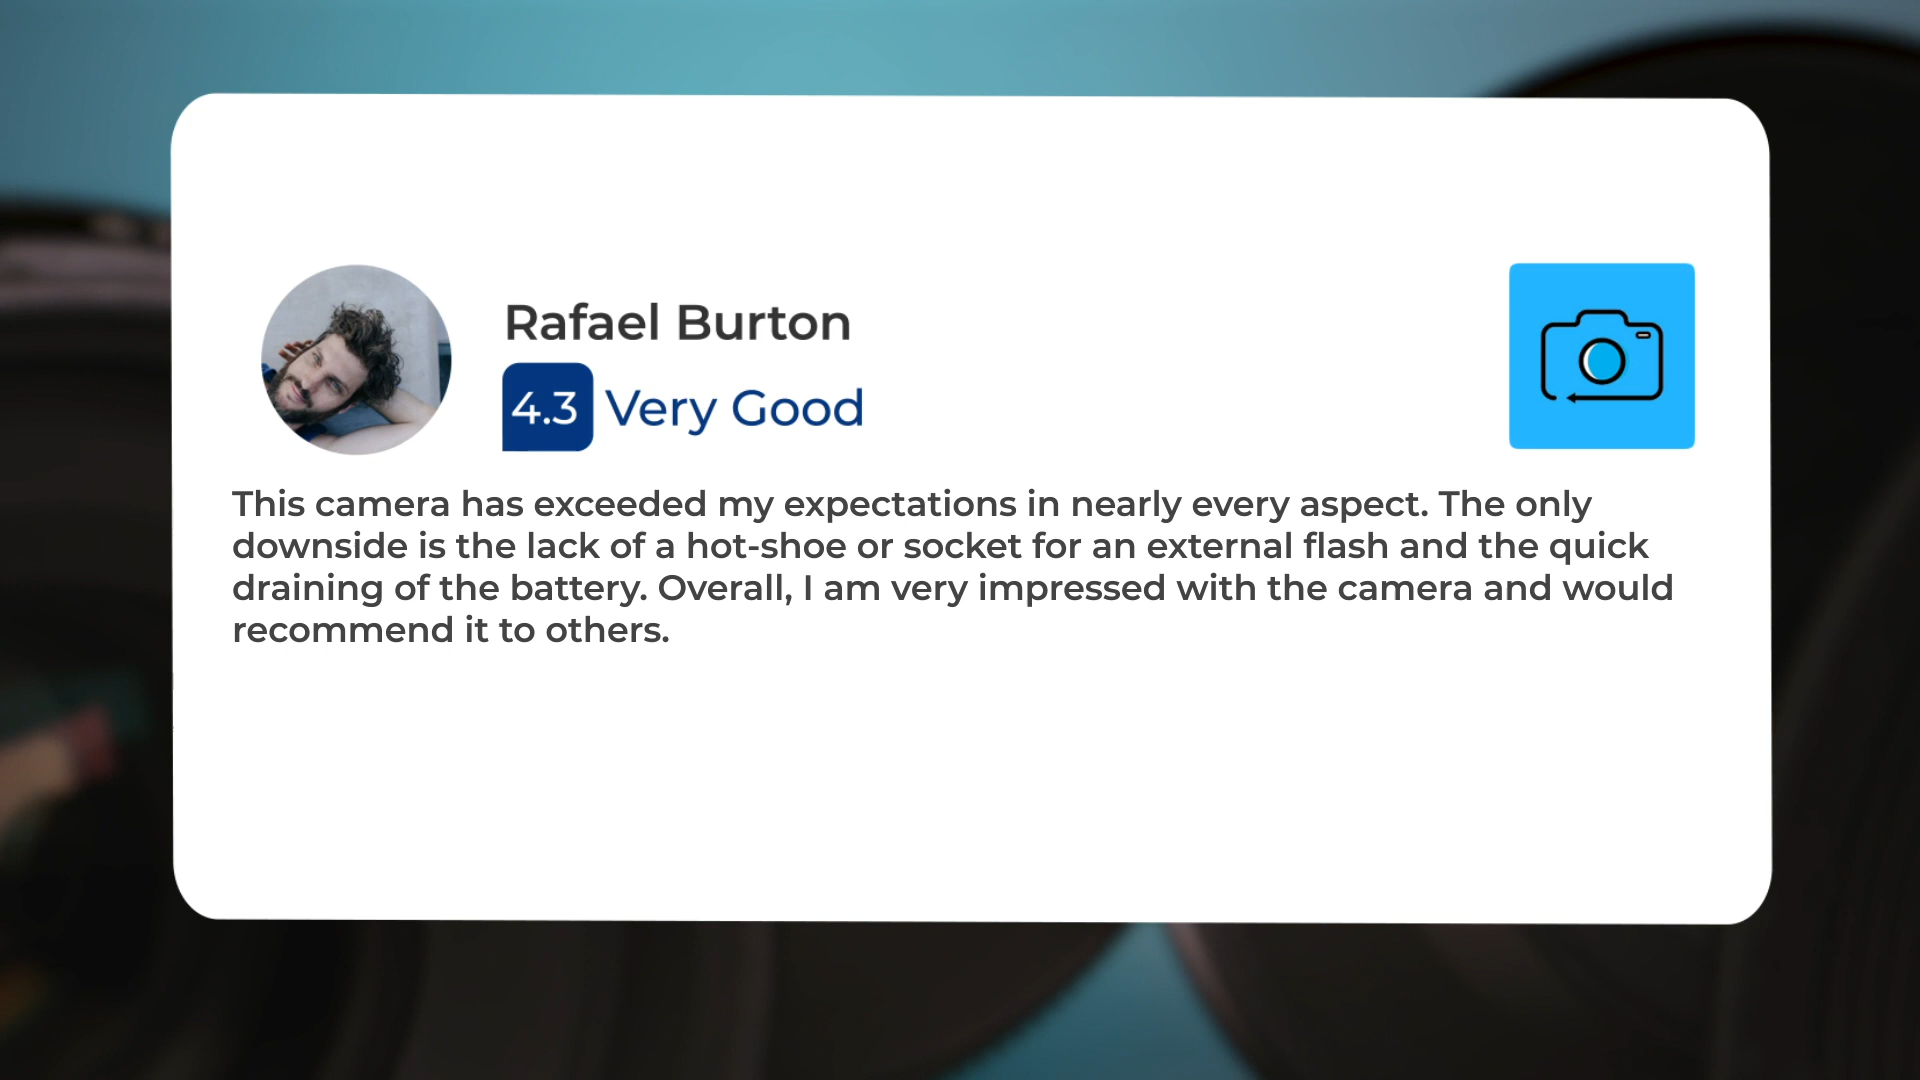 Rafael Burton
4.3 Very Good
This camera has exceeded my expectations in nearly every aspect. The only
downside is the lack of a hot-shoe or socket for an external flash and the quick
draining of the battery. Overall, I am very impressed with the camera and would
recommend it to others.